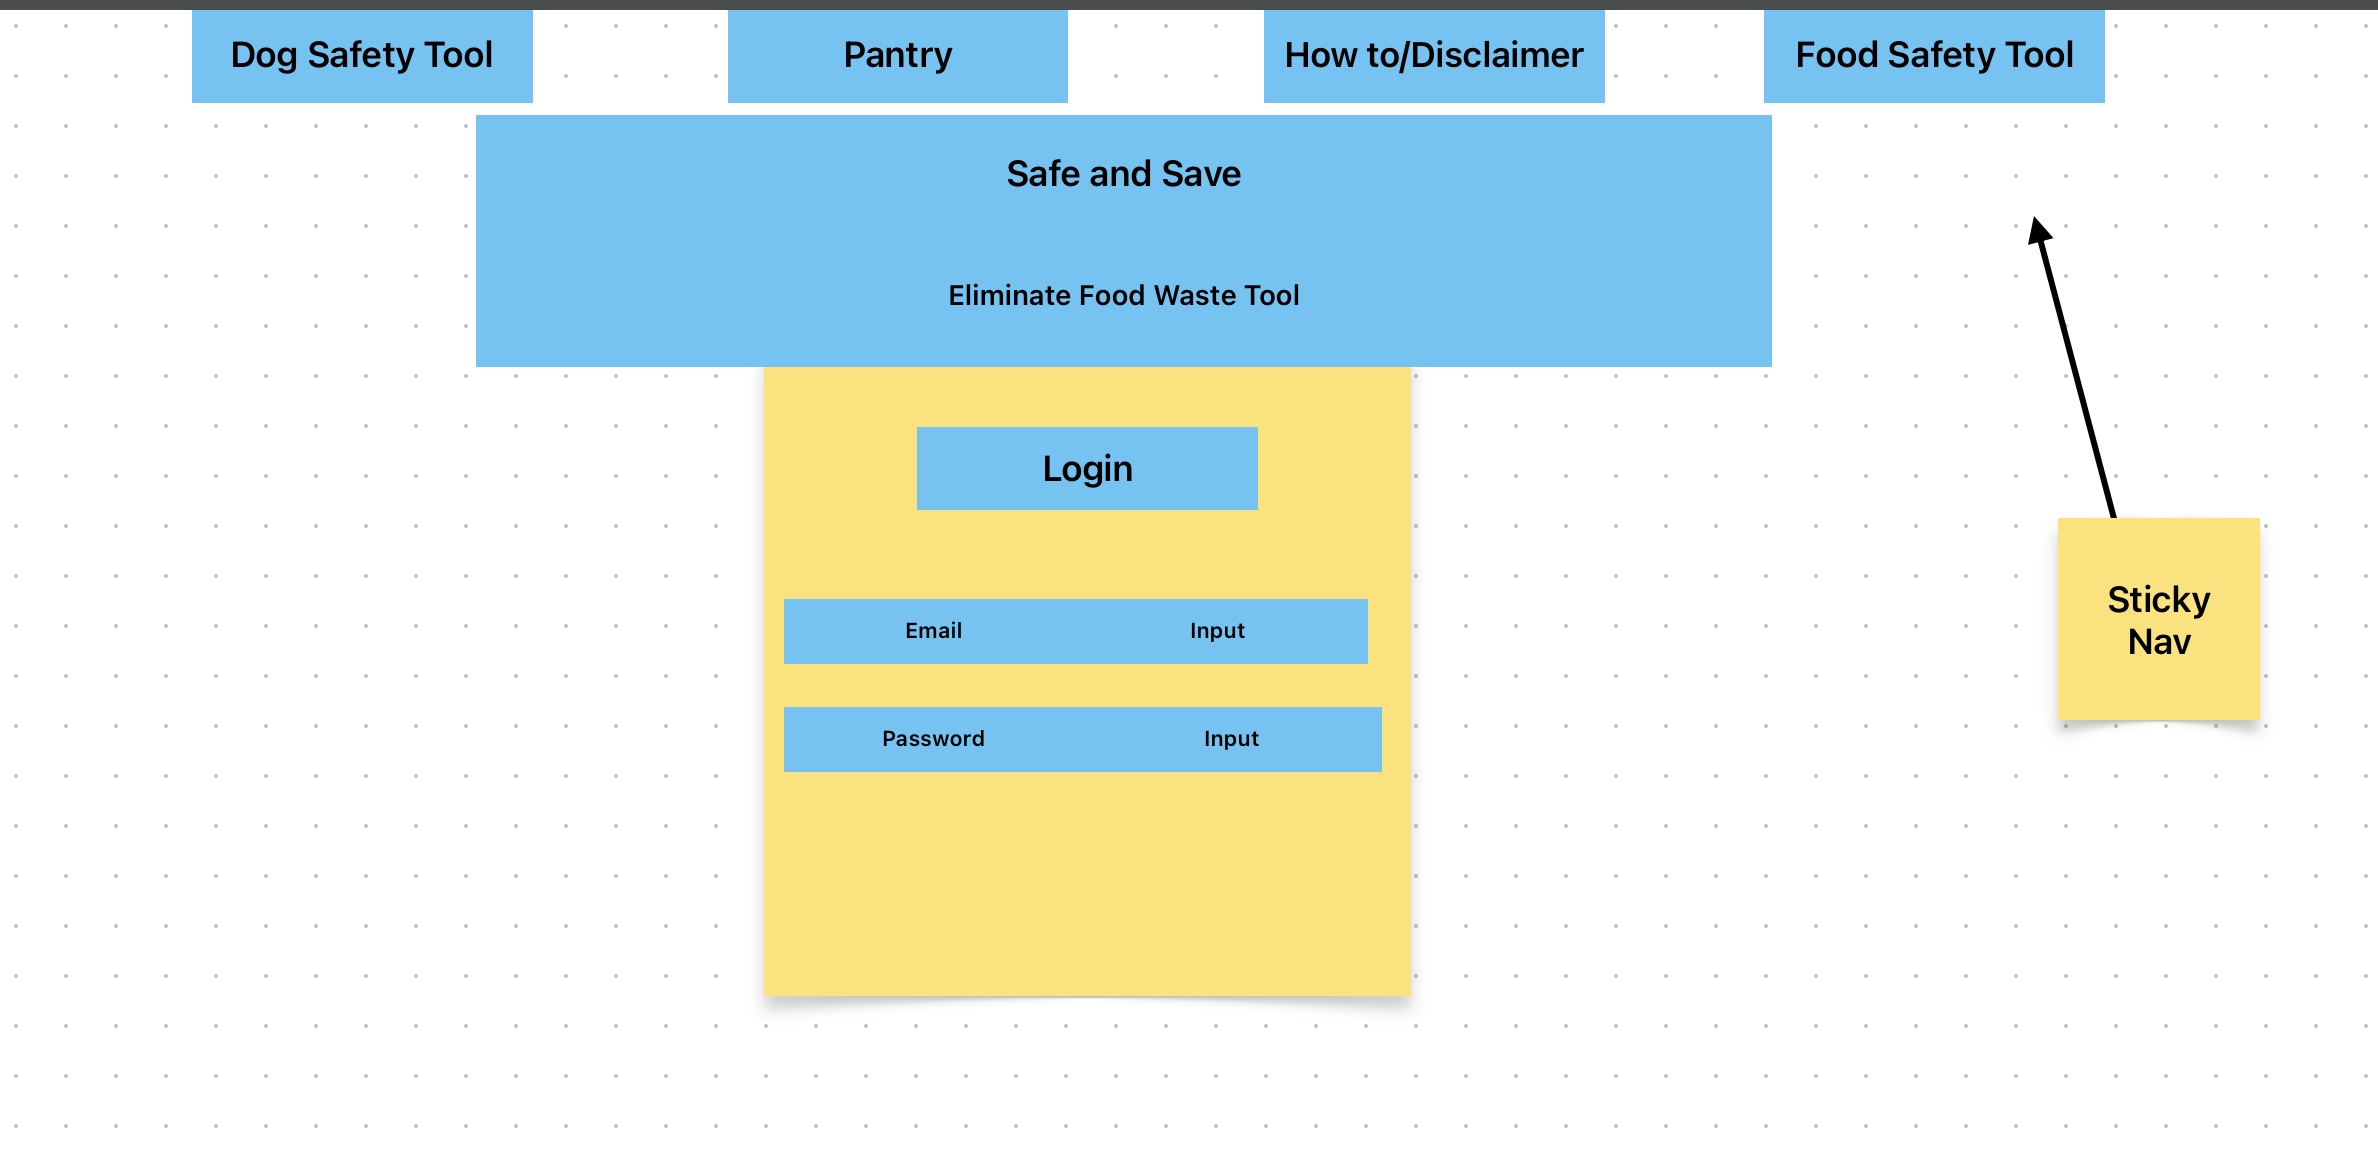 Dog Safety Tool
Pantry
How to/Disclaimer
Food Safety Tool
Safe and Save
Eliminate Food Waste Tool
Login
Email
Input
Password
Input
Sticky
Nav